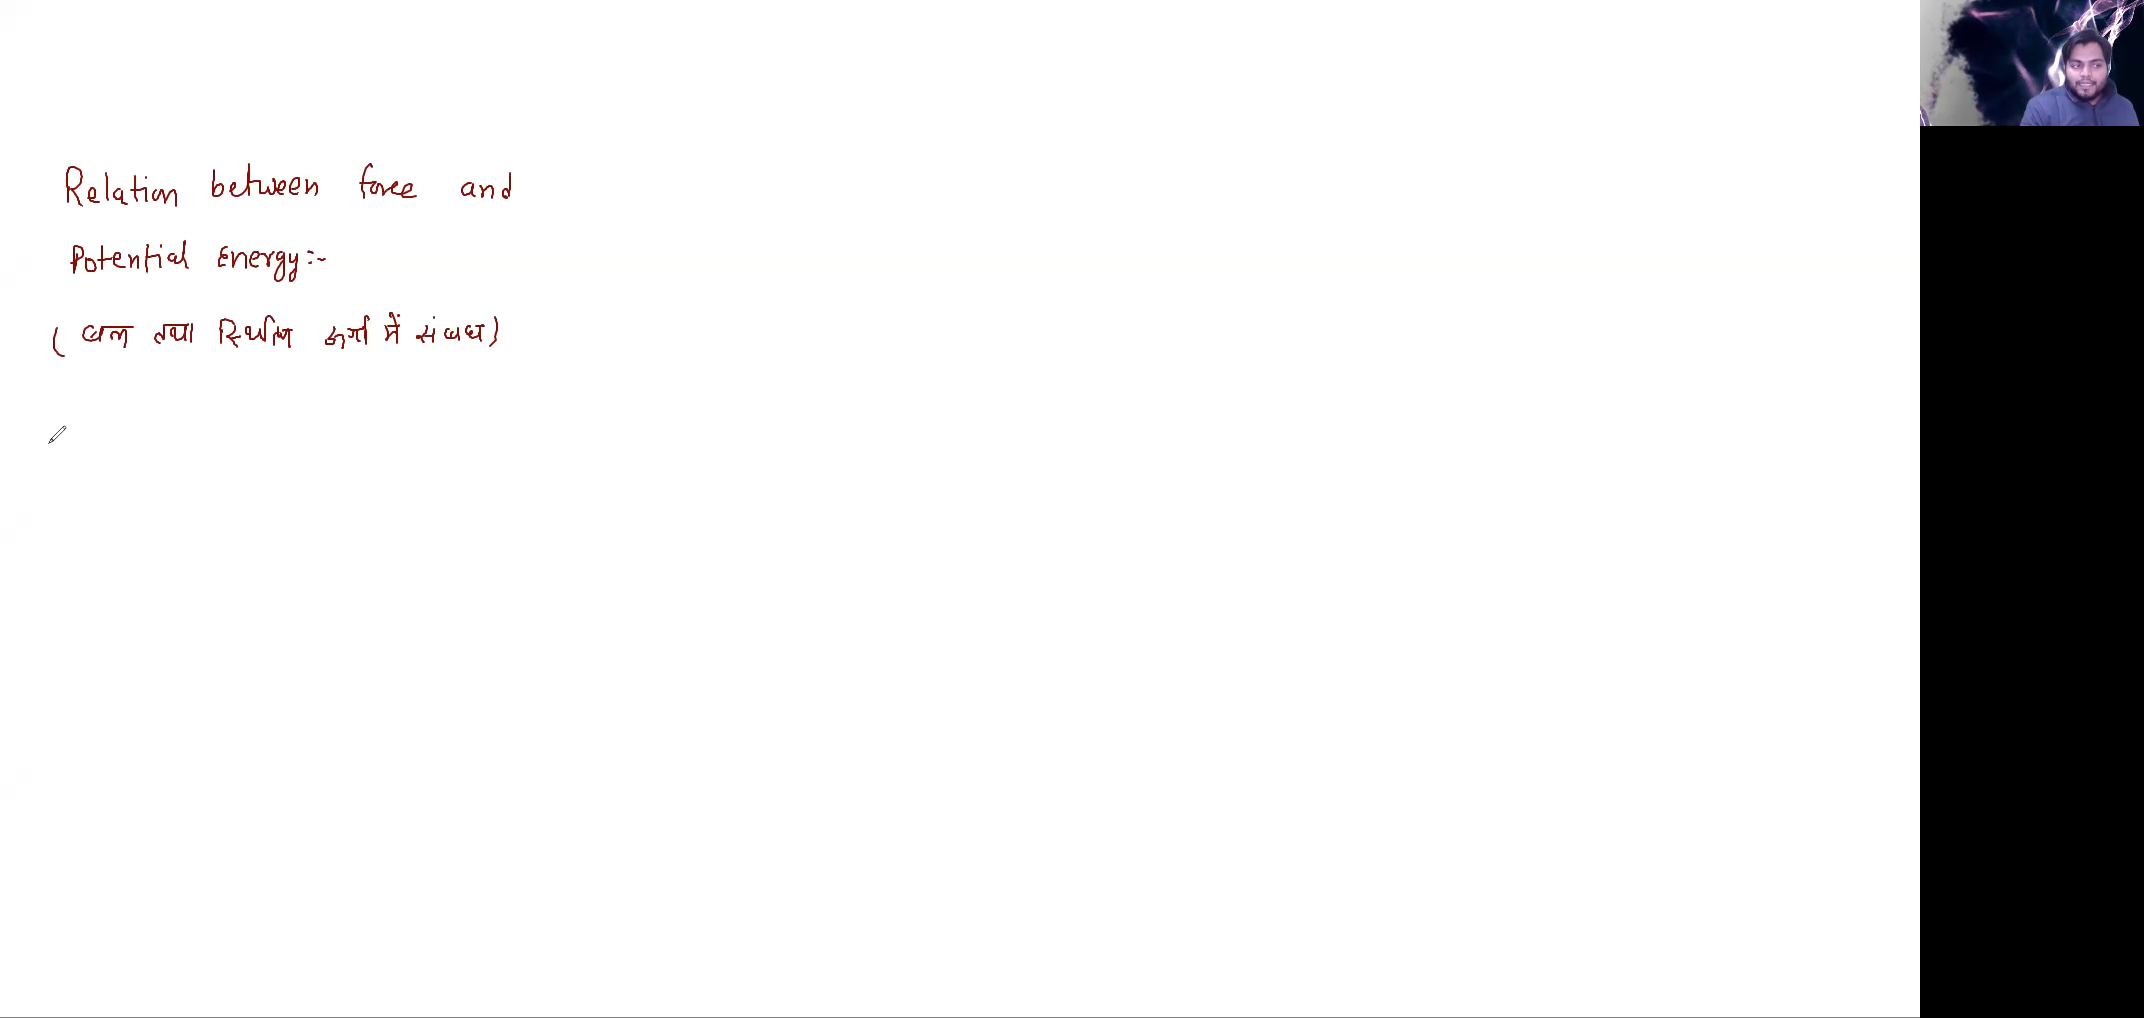 Relation between force and
Potential Energy:-
( बल तथा स्थितिज ऊर्जा में संबंध)